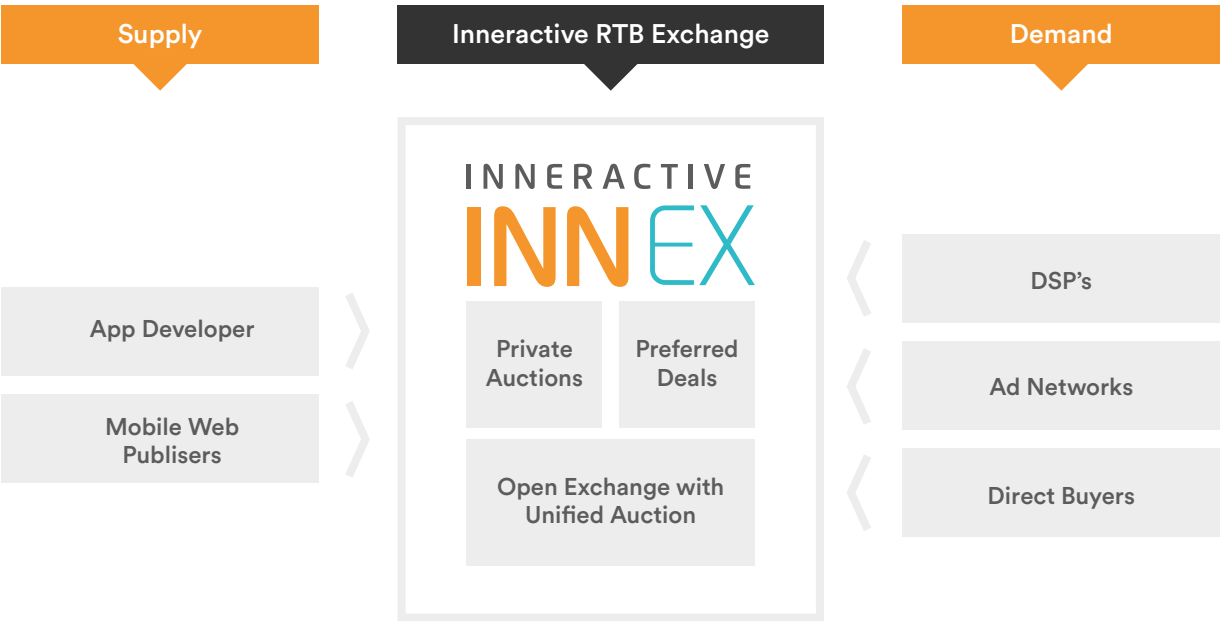 Supply
Inneractive RTB Exchange
Demand
INNERACTIVE
INNEX
App Developer
Mobile Web
Publisers
Private
Auctions
Preferred
Deals
Open Exchange with
Unified Auction
DSP's
Ad Networks
Direct Buyers